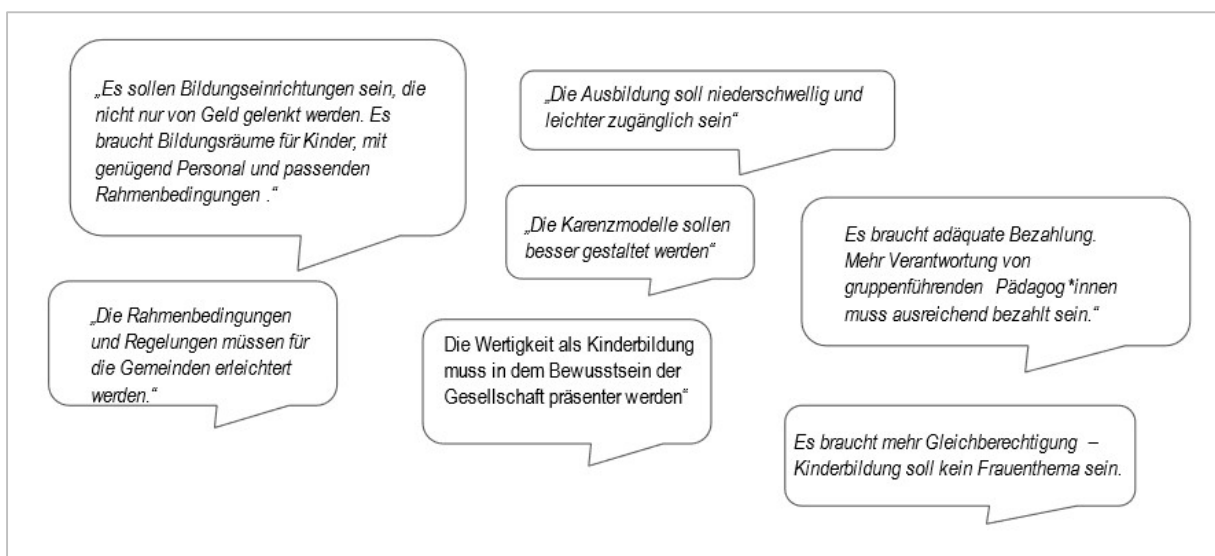 „Es sollen Bildungseinrichtungen sein, die
nicht nur von Geld gelenkt werden. Es
braucht Bildungsräume für Kinder, mit
genügend Personal und passenden
Rahmenbedingungen .“
„Die Ausbildung soll niederschwellig und
leichter zugänglich sein“
„Die Karenzmodelle sollen
besser gestaltet werden“
Es braucht adäquate Bezahlung.
Mehr Verantwortung von
gruppenführenden Pädagog*innen
muss ausreichend bezahlt sein.“
„Die Rahmenbedingungen
und Regelungen müssen für
die Gemeinden erleichtert
werden.“
Die Wertigkeit als Kinderbildung
muss in dem Bewusstsein der
Gesellschaft präsenter werden“
Es braucht mehr Gleichberechtigung –
Kinderbildung soll kein Frauenthema sein.